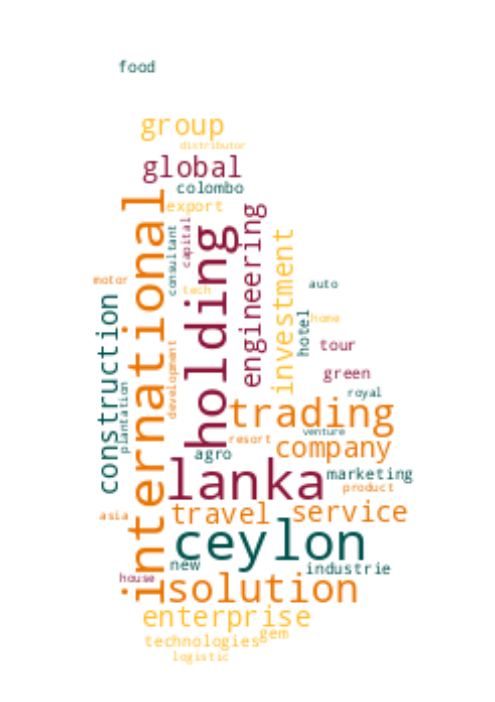 food
group
distributor
global
colombo
export
international
holding
engineering
capital
consultant
investment
motor
tech
auto
construction
hotel
home
tour
development
green
plantation
royal
trading
venture
resort
company
agro
lanka
marketing
product
asia
travel
service
ceylon
new
industrie
house
solution
enterprise
gem
technologies
logistic